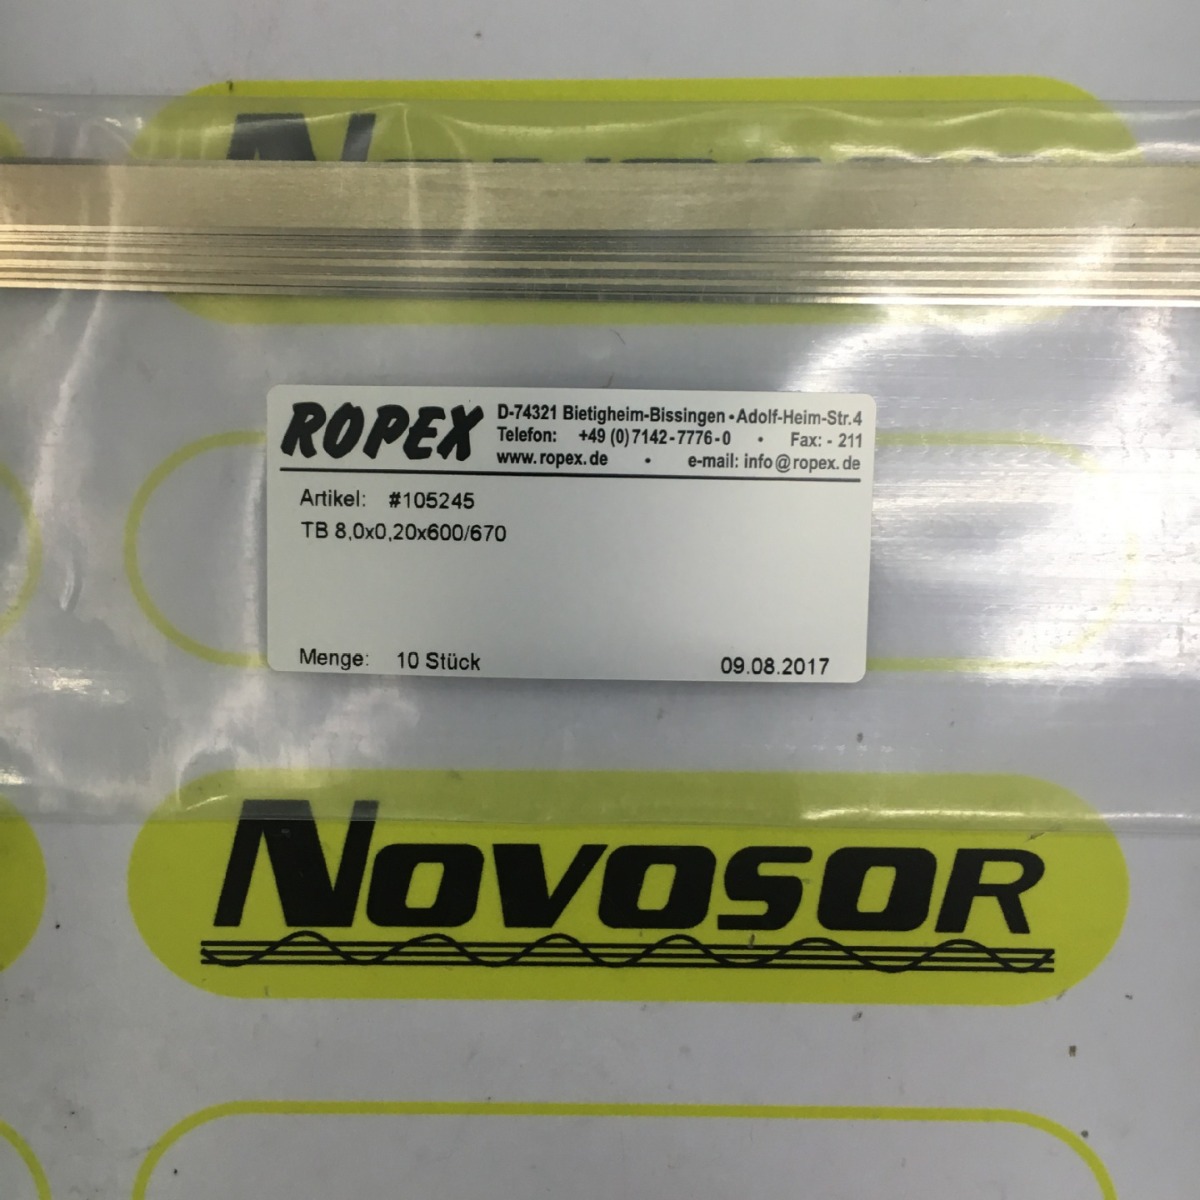 ROPEX
D-74321 Bietigheim-Bissingen • Adolf-Heim-Str.4
Telefon: +49 (0)7142-7776-0 • Fax: - 211
www.ropex.de • e-mail: info@ropex.de
Artikel: #105245
TB 8,0x0,20x600/670
Menge: 10 Stück 09.08.2017
NOVOSOR